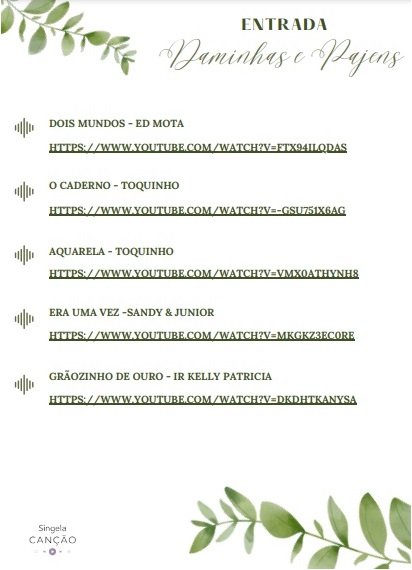 ENTRADA
Daminhas e Pajens
DOIS MUNDOS - ED MOTA
HTTPS://WWW.YOUTUBE.COM/WATCH?V=FTX94ILQDAS
O CADERNO - TOQUINHO
HTTPS://WWW.YOUTUBE.COM/WATCH?V=-GSU751X6AG
AQUARELA - TOQUINHO
HTTPS://WWW.YOUTUBE.COM/WATCH?V=VMX0ATHYNH8
ERA UMA VEZ -SANDY & JUNIOR
HTTPS://WWW.YOUTUBE.COM/WATCH?V=MKGKZ3EC0RE
GRÃOZINHO DE OURO - IR KELLY PATRICIA
HTTPS://WWW.YOUTUBE.COM/WATCH?V=DKDHTKANYSA
Singela
CANÇÃO